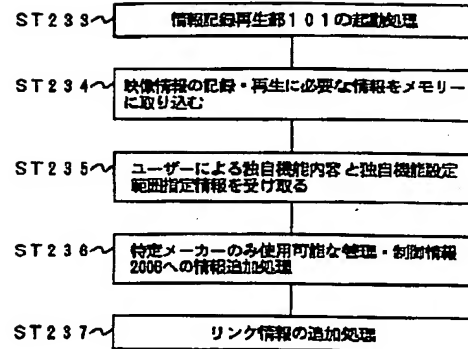 ST233 情報記録再生部101の起動処理
ST234 映像情報の記録・再生に必要な情報をメモリー
に取り込む
ST235 ユーザーによる独自機能内容と独自機能設定
範囲指定情報を受け取る
ST236 特定メーカーのみ使用可能な管理・制御情報
2006への情報追加処理
ST237 リンク情報の追加処理